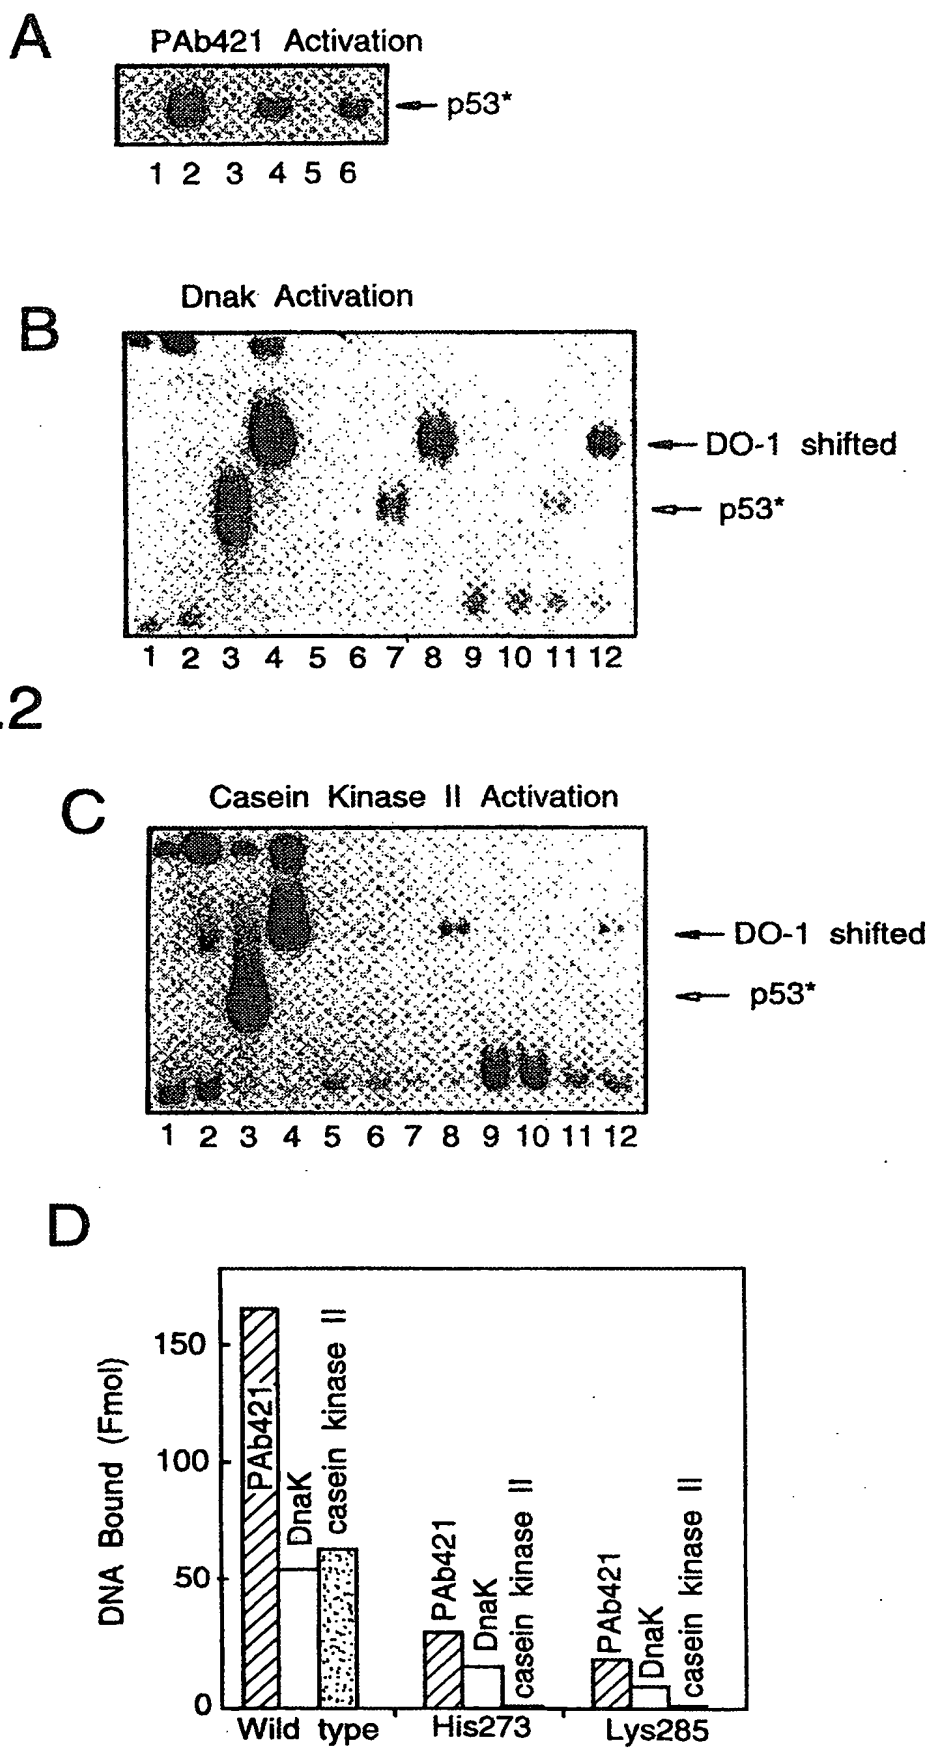 A
PAb421 Activation
p53*
1 2 3 4 5 6
B
Dnak Activation
DO-1 shifted
p53*
1 2 3 4 5 6 7 8 9 10 11 12
.2
C
Casein Kinase II Activation
DO-1 shifted
p53*
1 2 3 4 5 6 7 8 9 10 11 12
D
DNA Bound (Fmol)
150
100
50
0
PAb421
DnaK
casein kinase II
PAb421
DnaK
casein kinase II
PAb421
DnaK
casein kinase II
Wild type His273 Lys285